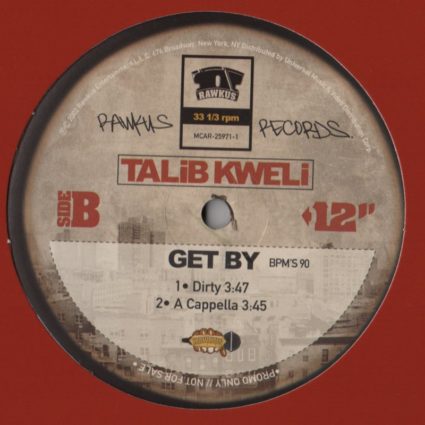 RAWKUS
33 1/3 rpm
MCAR-25971-1
RAWKUS RECORDS.
TALiB KWELi
SIDE B
12"
GET BY BPM'S 90
1• Dirty 3:47
2• A Cappella 3:45
•PROMO ONLY // NOT FOR SALE•